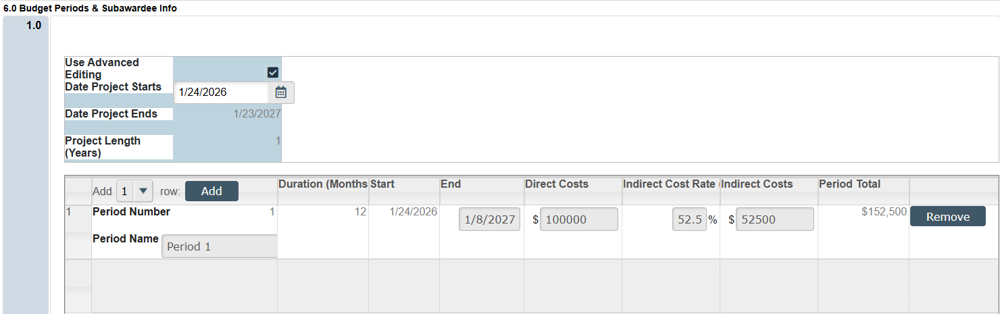 6.0 Budget Periods & Subawardee Info
1.0
Use Advanced
Editing
Date Project Starts 1/24/2026
Date Project Ends 1/23/2027
Project Length 1
(Years)
Add 1 row: Add Duration (Months Start End Direct Costs Indirect Cost Rate ( Indirect Costs Period Total
1 Period Number 1 12 1/24/2026 1/8/2027 $ 100000 52.5 % $ 52500 $152,500 Remove
Period Name Period 1